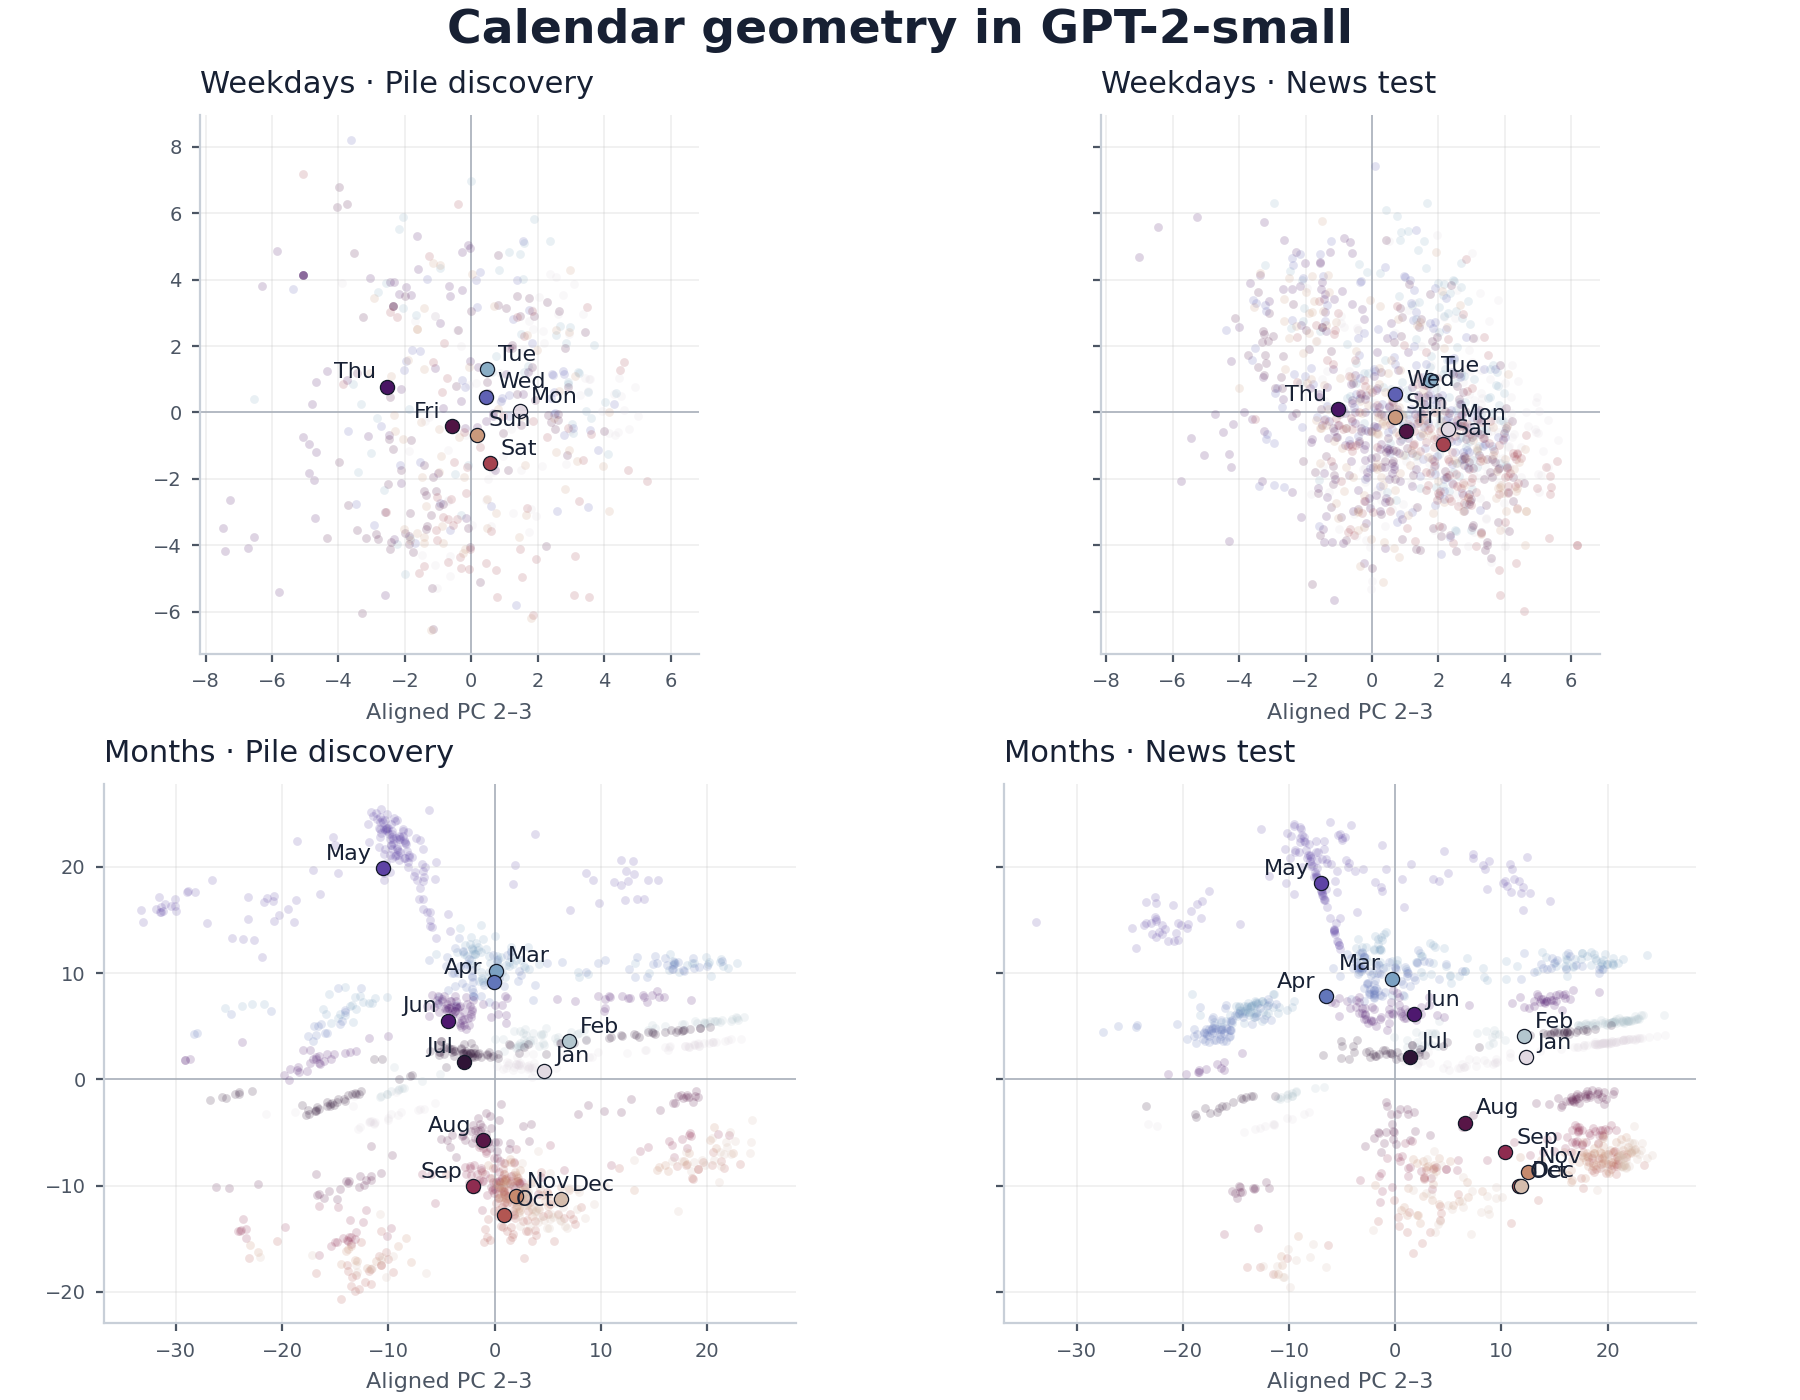 Calendar geometry in GPT-2-small
Weekdays · Pile discovery
8
6
4
2
0
−2
−4
−6
Tue
Thu
Wed
Mon
Fri
Sun
Sat
−8 −6 −4 −2 0 2 4 6
Aligned PC 2–3
Weekdays · News test
Tue
Wed
Thu
Sun
Fri
Mon
Sat
−8 −6 −4 −2 0 2 4 6
Aligned PC 2–3
Months · Pile discovery
20
10
0
−10
−20
May
Mar
Apr
Jun
Feb
Jul
Jan
Aug
Sep
Nov
Dec
Oct
−30 −20 −10 0 10 20
Aligned PC 2–3
Months · News test
May
Mar
Apr
Jun
Feb
Jul
Jan
Aug
Sep
Nov
Oct
Dec
−30 −20 −10 0 10 20
Aligned PC 2–3